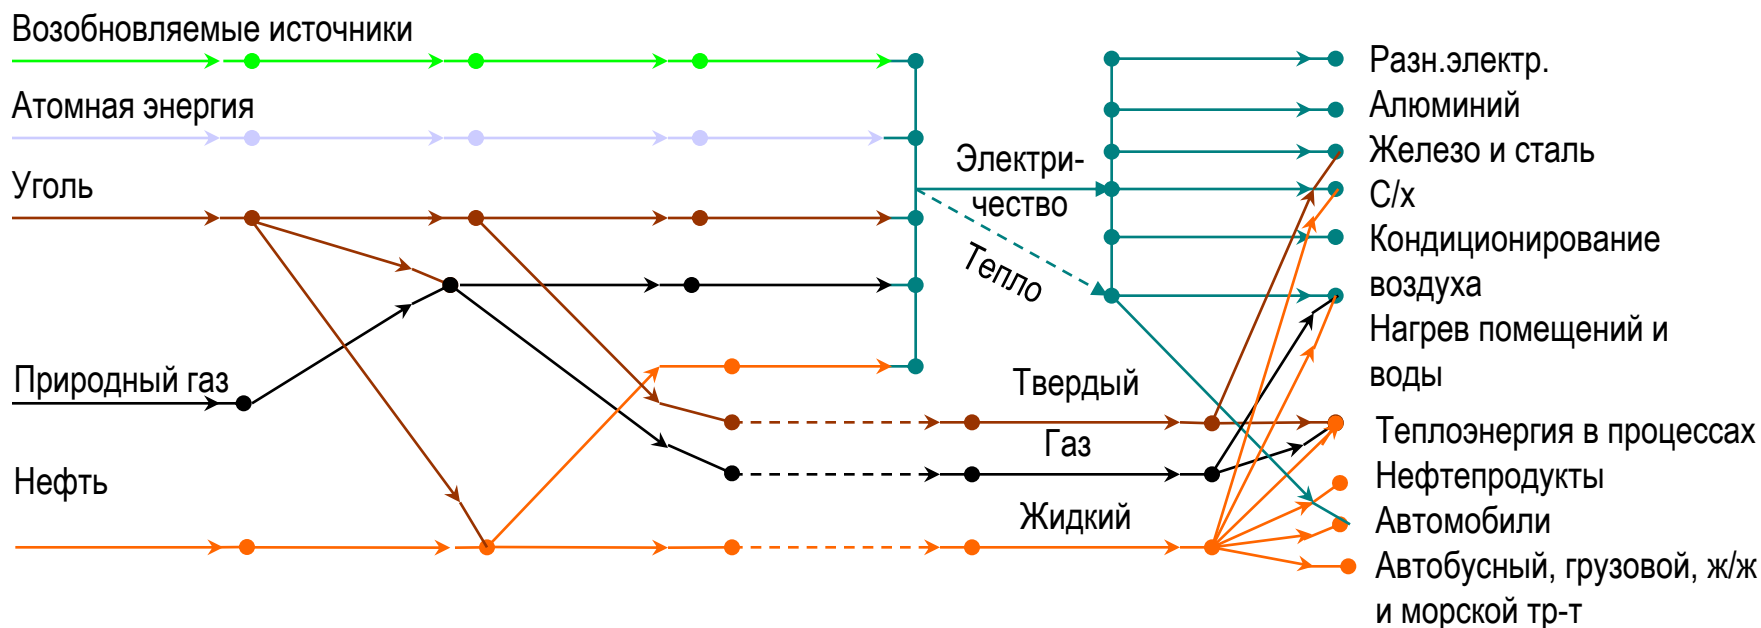 Возобновляемые источники
Атомная энергия
Уголь
Природный газ
Нефть
Электри-
чество
Тепло
Твердый
Газ
Жидкий
Разн.электр.
Алюминий
Железо и сталь
С/х
Кондиционирование
воздуха
Нагрев помещений и
воды
Теплоэнергия в процессах
Нефтепродукты
Автомобили
Автобусный, грузовой, ж/ж
и морской тр-т